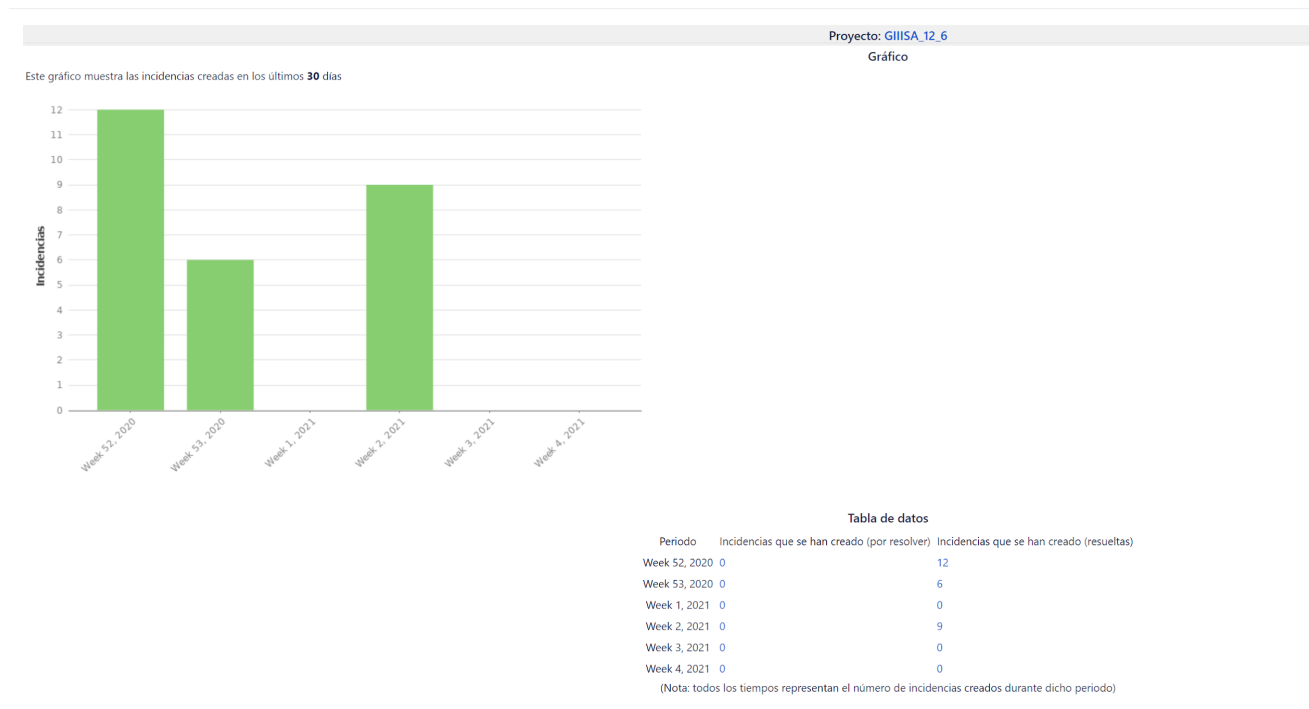 Proyecto: GIIISA_12_6
Gráfico
Este gráfico muestra las incidencias creadas en los últimos 30 días
12
11
10
9
8
7
6
5
4
3
2
1
0
Incidencias
Week 52, 2020
Week 53, 2020
Week 1, 2021
Week 2, 2021
Week 3, 2021
Week 4, 2021
Tabla de datos
Periodo Incidencias que se han creado (por resolver) Incidencias que se han creado (resueltas)
Week 52, 2020 0 12
Week 53, 2020 0 6
Week 1, 2021 0 0
Week 2, 2021 0 9
Week 3, 2021 0 0
Week 4, 2021 0 0
(Nota: todos los tiempos representan el número de incidencias creados durante dicho periodo)